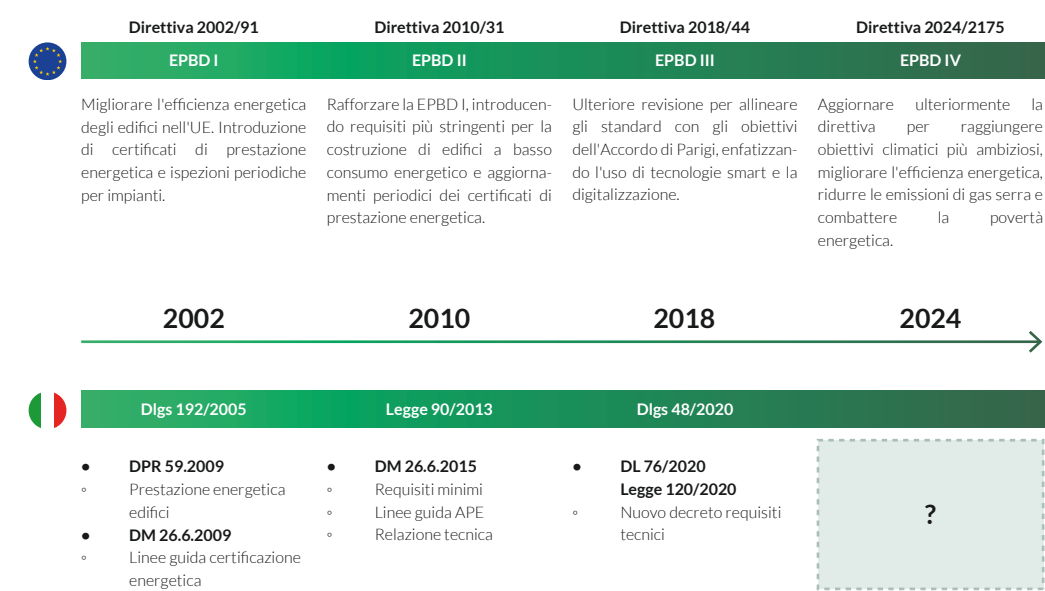 Direttiva 2002/91
Direttiva 2010/31
Direttiva 2018/44
Direttiva 2024/2175
EPBD I
EPBD II
EPBD III
EPBD IV
Migliorare l'efficienza energetica
degli edifici nell'UE. Introduzione
di certificati di prestazione
energetica e ispezioni periodiche
per impianti.
Rafforzare la EPBD I, introducen-
do requisiti più stringenti per la
costruzione di edifici a basso
consumo energetico e aggiorna-
menti periodici dei certificati di
prestazione energetica.
Ulteriore revisione per allineare
gli standard con gli obiettivi
dell'Accordo di Parigi, enfatizzan-
do l'uso di tecnologie smart e la
digitalizzazione.
Aggiornare ulteriormente la
direttiva per raggiungere
obiettivi climatici più ambiziosi,
migliorare l'efficienza energetica,
ridurre le emissioni di gas serra e
combattere la povertà
energetica.
2002
2010
2018
2024
Dlgs 192/2005
Legge 90/2013
Dlgs 48/2020
● DPR 59.2009
° Prestazione energetica
edifici
● DM 26.6.2009
° Linee guida certificazione
energetica
● DM 26.6.2015
° Requisiti minimi
° Linee guida APE
° Relazione tecnica
● DL 76/2020
Legge 120/2020
° Nuovo decreto requisiti
tecnici
?